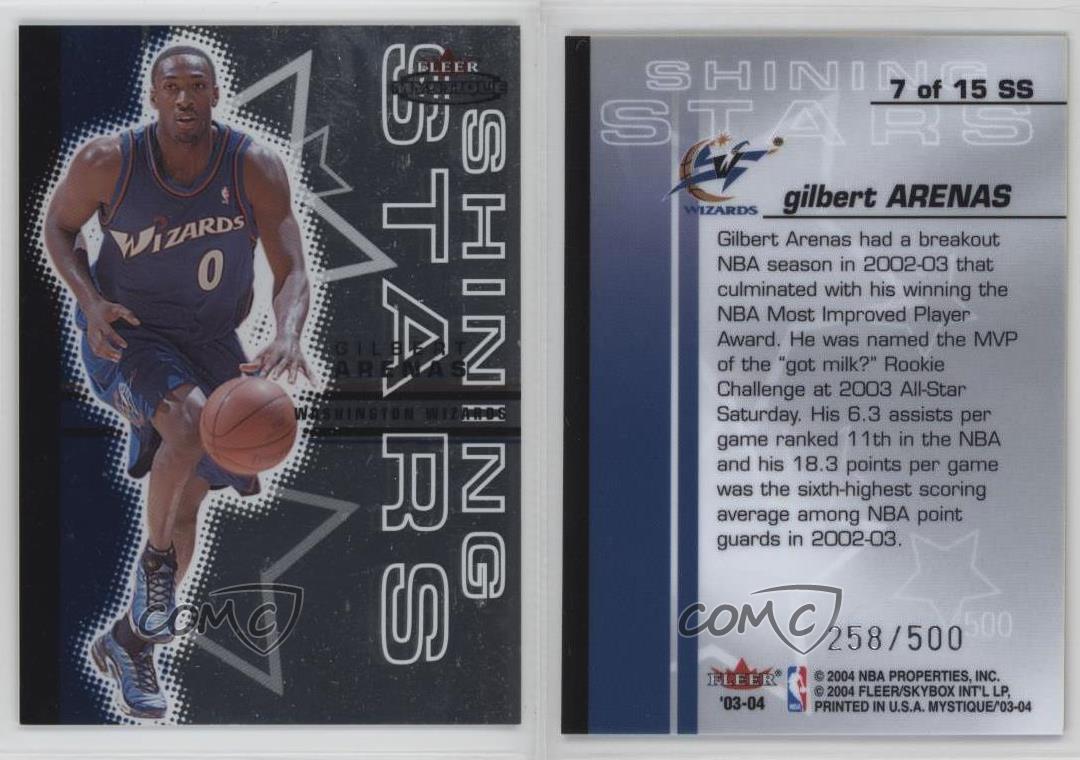 FLEER
MYSTIQUE
SHINING
STARS
WIZARDS
0
GILBERT
ARENAS
WASHINGTON WIZARDS
COMC
SHINING
STARS
7 of 15 SS
WIZARDS
gilbert ARENAS
Gilbert Arenas had a breakout
NBA season in 2002-03 that
culminated with his winning the
NBA Most Improved Player
Award. He was named the MVP
of the "got milk?" Rookie
Challenge at 2003 All-Star
Saturday. His 6.3 assists per
game ranked 11th in the NBA
and his 18.3 points per game
was the sixth-highest scoring
average among NBA point
guards in 2002-03.
COMC
258/500
500
FLEER®
'03-04
NBA
© 2004 NBA PROPERTIES, INC.
© 2004 FLEER/SKYBOX INT'L LP,
PRINTED IN U.S.A. MYSTIQUE/'03-04